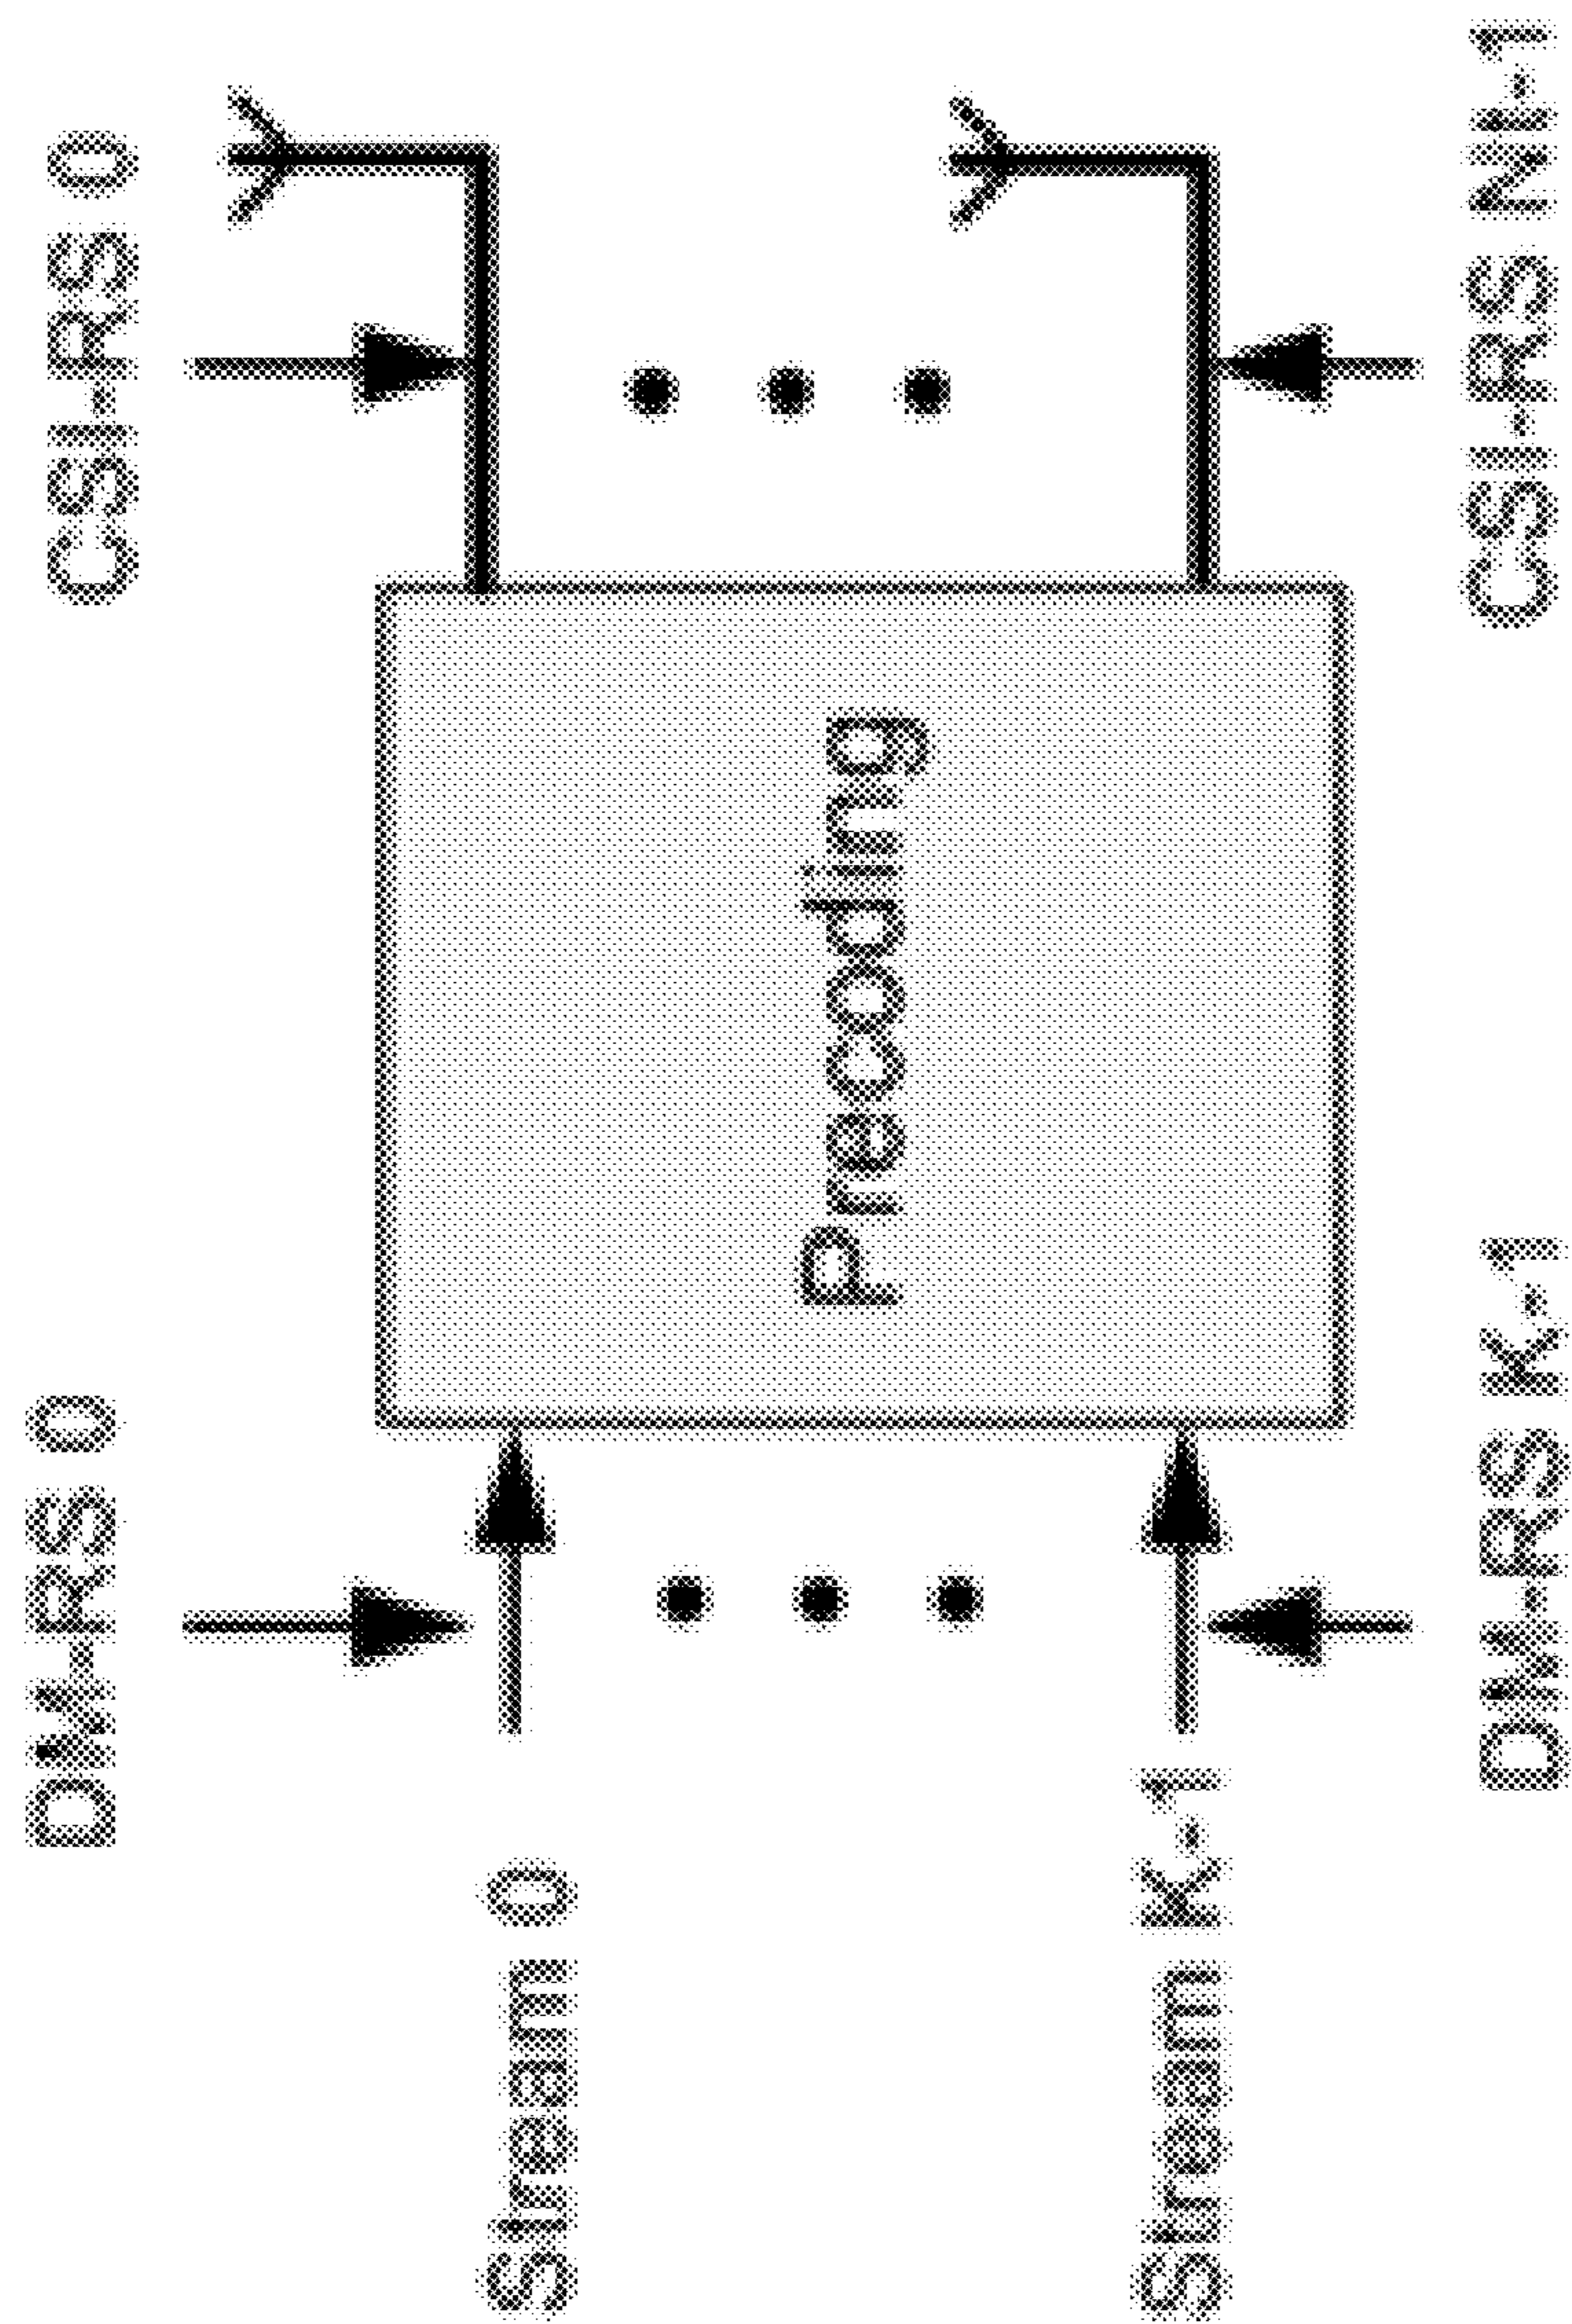 DM-RS 0
CSI-RS 0
Stream 0
Precoding
Stream K-1
DM-RS K-1
CSI-RS Nt-1